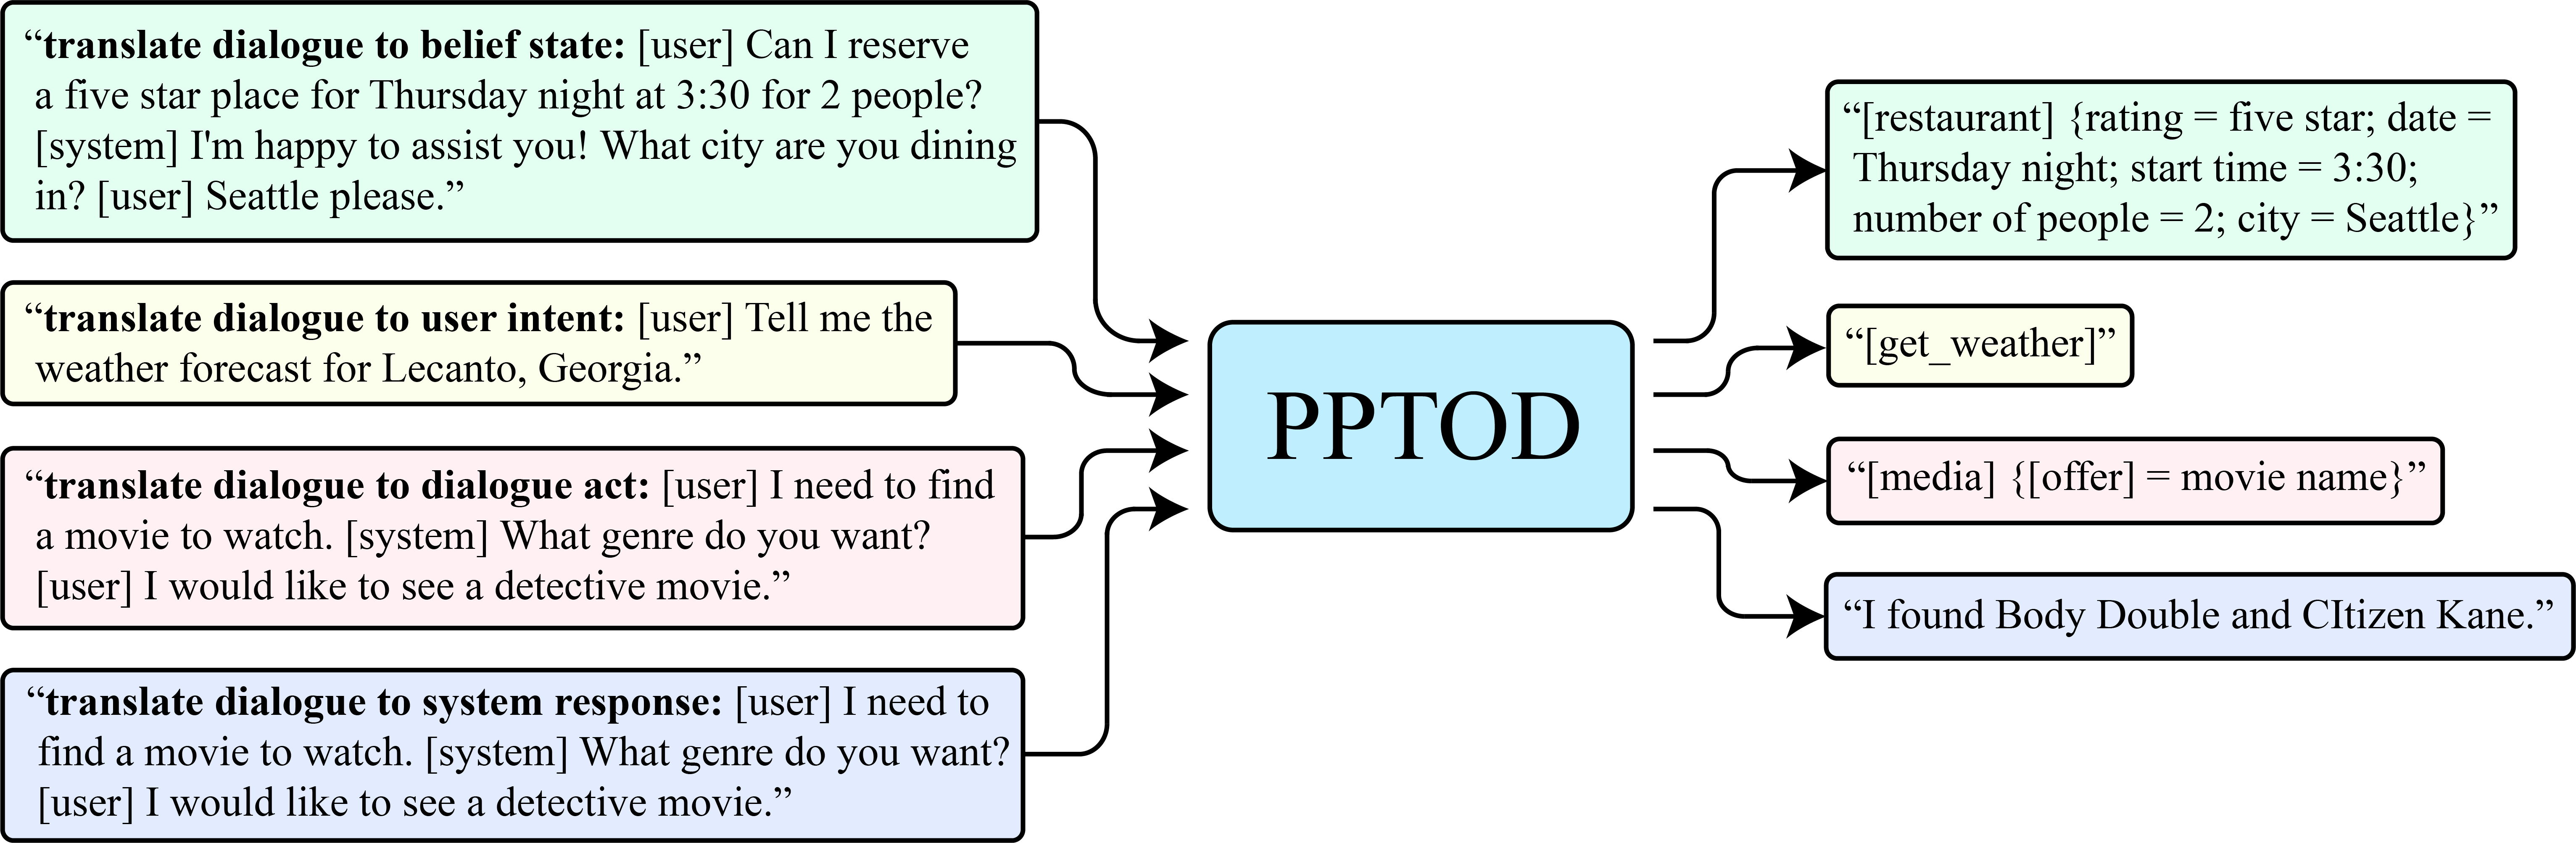 “translate dialogue to belief state: [user] Can I reserve
a five star place for Thursday night at 3:30 for 2 people?
[system] I'm happy to assist you! What city are you dining
in? [user] Seattle please.”
“translate dialogue to user intent: [user] Tell me the
weather forecast for Lecanto, Georgia.”
“translate dialogue to dialogue act: [user] I need to find
a movie to watch. [system] What genre do you want?
[user] I would like to see a detective movie.”
“translate dialogue to system response: [user] I need to
find a movie to watch. [system] What genre do you want?
[user] I would like to see a detective movie.”
PPTOD
“[restaurant] {rating = five star; date =
Thursday night; start time = 3:30;
number of people = 2; city = Seattle}”
“[get_weather]”
“[media] {[offer] = movie name}”
“I found Body Double and CItizen Kane.”